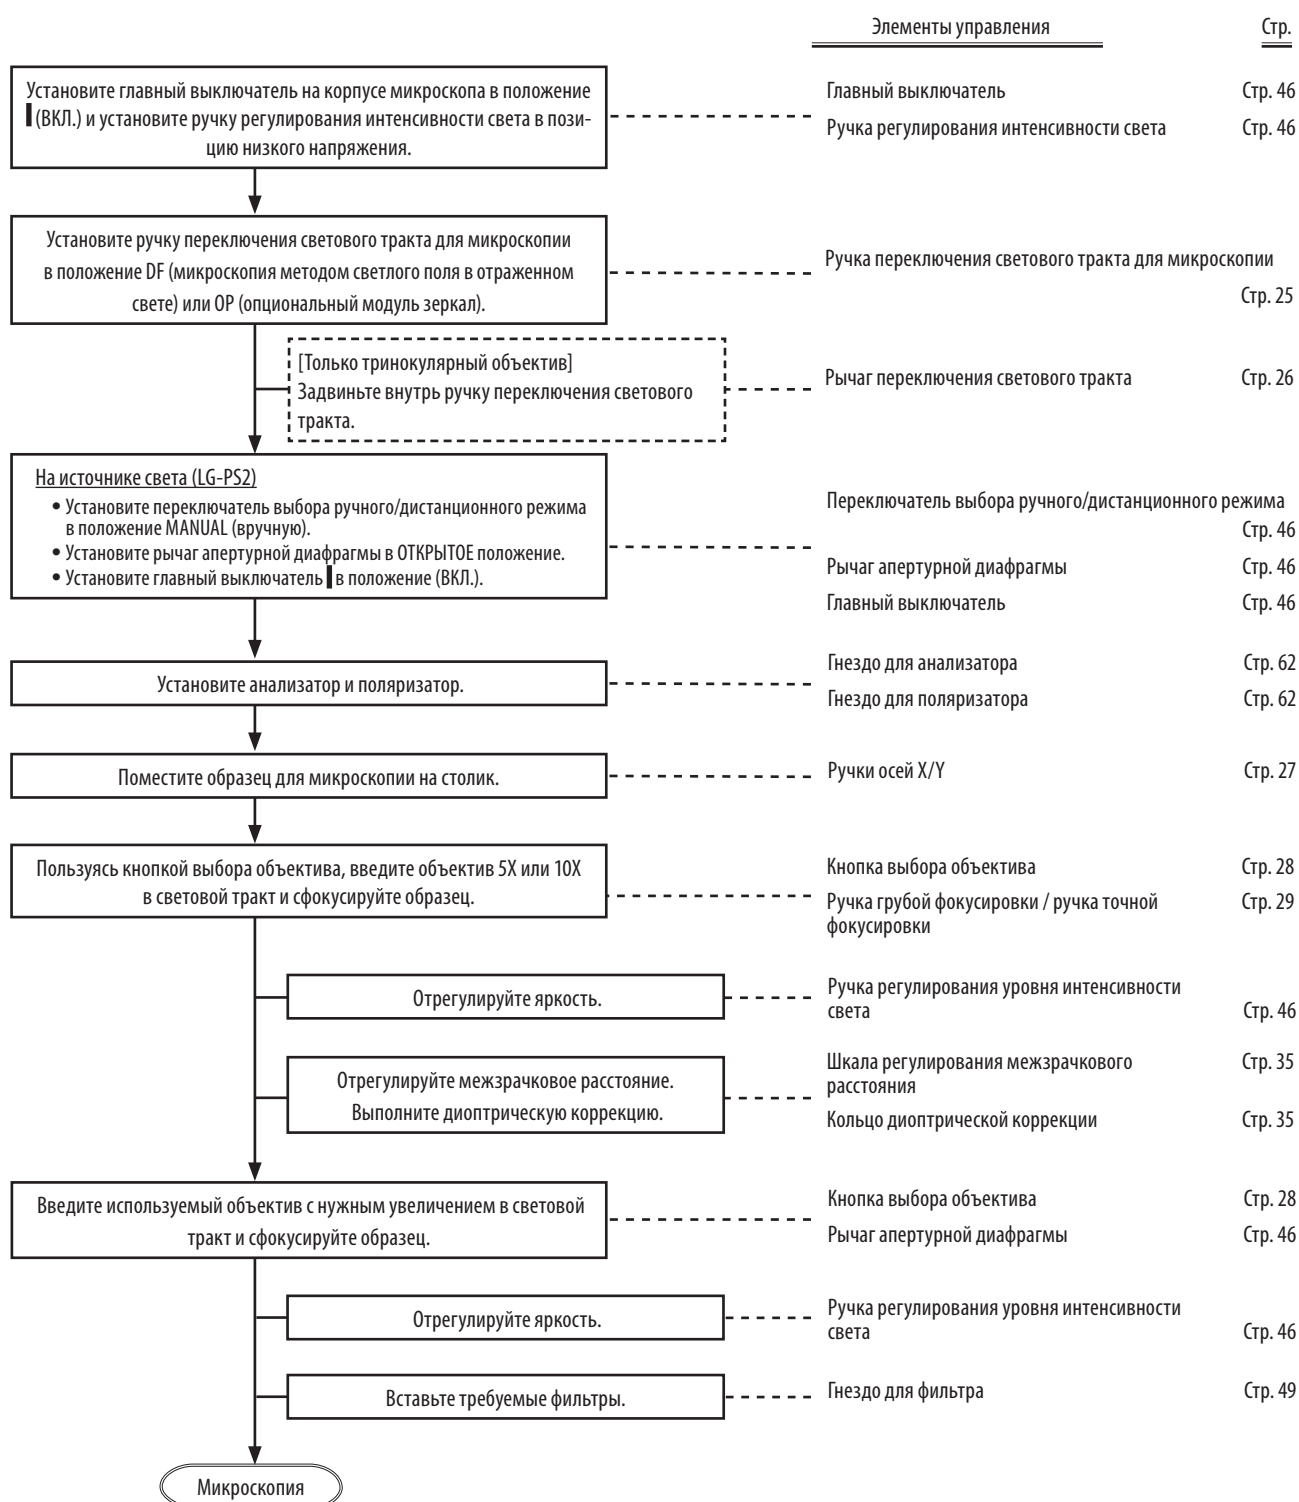 Элементы управления Стр.
Установите главный выключатель на корпусе микроскопа в положение
(ВКЛ.) и установите ручку регулирования интенсивности света в пози-
цию низкого напряжения.
Главный выключатель Стр. 46
Ручка регулирования интенсивности света Стр. 46
Установите ручку переключения светового тракта для микроскопии
в положение DF (микроскопия методом светлого поля в отраженном
свете) или OP (опциональный модуль зеркал).
Ручка переключения светового тракта для микроскопии
Стр. 25
[Только тринокулярный объектив]
Задвиньте внутрь ручку переключения светового
тракта.
Рычаг переключения светового тракта Стр. 26
На источнике света (LG-PS2)
• Установите переключатель выбора ручного/дистанционного режима
в положение MANUAL (вручную).
• Установите рычаг апертурной диафрагмы в ОТКРЫТОЕ положение.
• Установите главный выключатель в положение (ВКЛ.).
Переключатель выбора ручного/дистанционного режима
Стр. 46
Рычаг апертурной диафрагмы Стр. 46
Главный выключатель Стр. 46
Установите анализатор и поляризатор.
Гнездо для анализатора Стр. 62
Гнездо для поляризатора Стр. 62
Поместите образец для микроскопии на столик.
Ручки осей X/Y Стр. 27
Пользуясь кнопкой выбора объектива, введите объектив 5X или 10X
в световой тракт и сфокусируйте образец.
Кнопка выбора объектива Стр. 28
Ручка грубой фокусировки / ручка точной Стр. 29
фокусировки
Отрегулируйте яркость.
Ручка регулирования уровня интенсивности
света Стр. 46
Отрегулируйте межзрачковое расстояние.
Выполните диоптрическую коррекцию.
Шкала регулирования межзрачкового Стр. 35
расстояния
Кольцо диоптрической коррекции Стр. 35
Введите используемый объектив с нужным увеличением в световой
тракт и сфокусируйте образец.
Кнопка выбора объектива Стр. 28
Рычаг апертурной диафрагмы Стр. 46
Отрегулируйте яркость.
Ручка регулирования уровня интенсивности
света Стр. 46
Вставьте требуемые фильтры.
Гнездо для фильтра Стр. 49
Микроскопия